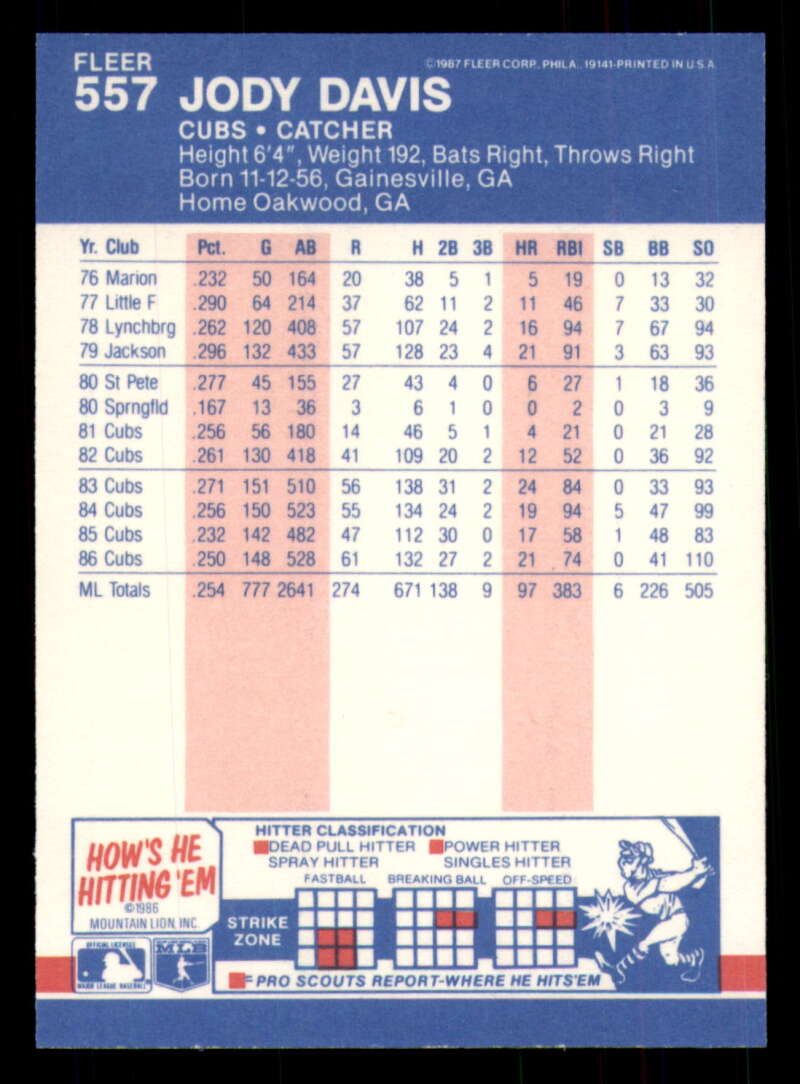 FLEER
©1987 FLEER CORP. PHILA., 19141-PRINTED IN U.S.A.
557 JODY DAVIS
CUBS • CATCHER
Height 6'4", Weight 192, Bats Right, Throws Right
Born 11-12-56, Gainesville, GA
Home Oakwood, GA
Yr. Club Pct. G AB R H 2B 3B HR RBI SB BB SO
76 Marion .232 50 164 20 38 5 1 5 19 0 13 32
77 Little F .290 64 214 37 62 11 2 11 46 7 33 30
78 Lynchbrg .262 120 408 57 107 24 2 16 94 7 67 94
79 Jackson .296 132 433 57 128 23 4 21 91 3 63 93
80 St Pete .277 45 155 27 43 4 0 6 27 1 18 36
80 Sprngfld .167 13 36 3 6 1 0 0 2 0 3 9
81 Cubs .256 56 180 14 46 5 1 4 21 0 21 28
82 Cubs .261 130 418 41 109 20 2 12 52 0 36 92
83 Cubs .271 151 510 56 138 31 2 24 84 0 33 93
84 Cubs .256 150 523 55 134 24 2 19 94 5 47 99
85 Cubs .232 142 482 47 112 30 0 17 58 1 48 83
86 Cubs .250 148 528 61 132 27 2 21 74 0 41 110
ML Totals .254 777 2641 274 671 138 9 97 383 6 226 505
HOW'S HE
HITTING 'EM
©1986
MOUNTAIN LION, INC.
OFFICIAL LICENSEE
MAJOR LEAGUE BASEBALL
MLB
HITTER CLASSIFICATION
DEAD PULL HITTER POWER HITTER
SPRAY HITTER SINGLES HITTER
FASTBALL BREAKING BALL OFF-SPEED
STRIKE
ZONE
=PRO SCOUTS REPORT-WHERE HE HITS'EM